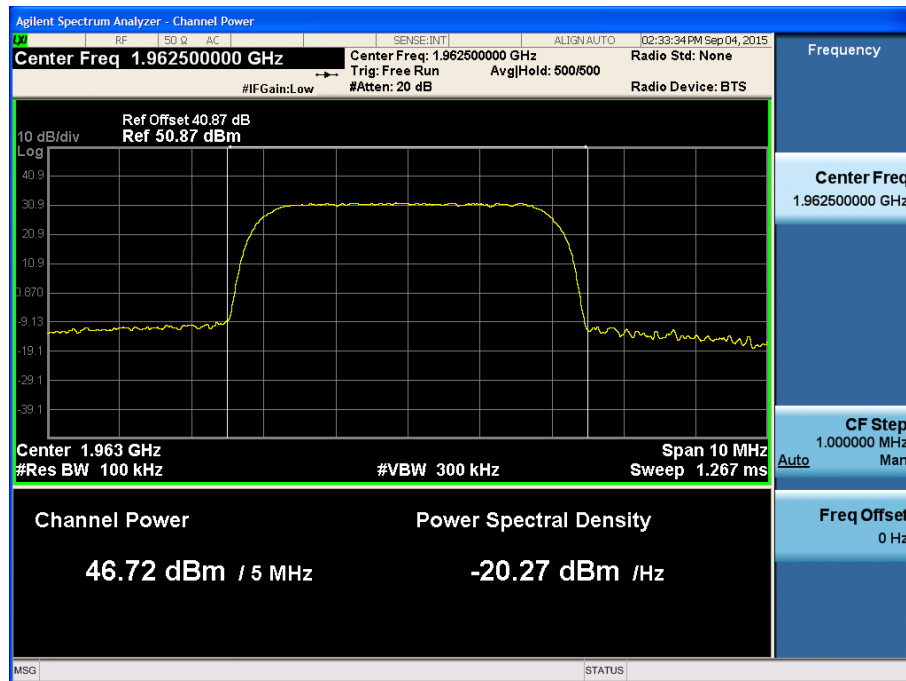 Agilent Spectrum Analyzer - Channel Power
LXI RF 50 Ω AC SENSE:INT ALIGN AUTO 02:33:34 PM Sep 04, 2015
Center Freq 1.962500000 GHz
Center Freq: 1.962500000 GHz Radio Std: None
Trig: Free Run Avg|Hold: 500/500
#IFGain:Low #Atten: 20 dB Radio Device: BTS
Ref Offset 40.87 dB
10 dB/div Ref 50.87 dBm
Log
40.9
30.9
20.9
10.9
0.870
-9.13
-19.1
-29.1
-39.1
Center 1.963 GHz Span 10 MHz
#Res BW 100 kHz #VBW 300 kHz Sweep 1.267 ms
Channel Power Power Spectral Density
46.72 dBm / 5 MHz -20.27 dBm /Hz
MSG STATUS
Frequency
Center Freq
1.962500000 GHz
CF Step
1.000000 MHz
Auto Man
Freq Offset
0 Hz